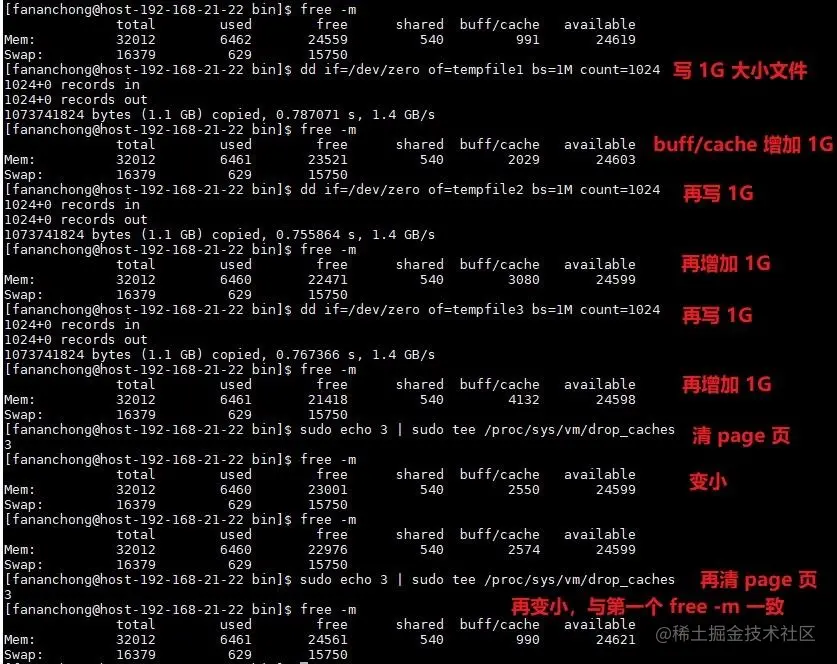 [fananchong@host-192-168-21-22 bin]$ free -m
total used free shared buff/cache available
Mem: 32012 6462 24559 540 991 24619
Swap: 16379 629 15750
[fananchong@host-192-168-21-22 bin]$ dd if=/dev/zero of=tempfile1 bs=1M count=1024 写 1G 大小文件
1024+0 records in
1024+0 records out
1073741824 bytes (1.1 GB) copied, 0.787071 s, 1.4 GB/s
[fananchong@host-192-168-21-22 bin]$ free -m
total used free shared buff/cache available buff/cache 增加 1G
Mem: 32012 6461 23521 540 2029 24603
Swap: 16379 629 15750
[fananchong@host-192-168-21-22 bin]$ dd if=/dev/zero of=tempfile2 bs=1M count=1024 再写 1G
1024+0 records in
1024+0 records out
1073741824 bytes (1.1 GB) copied, 0.755864 s, 1.4 GB/s
[fananchong@host-192-168-21-22 bin]$ free -m
total used free shared buff/cache available 再增加 1G
Mem: 32012 6460 22471 540 3080 24599
Swap: 16379 629 15750
[fananchong@host-192-168-21-22 bin]$ dd if=/dev/zero of=tempfile3 bs=1M count=1024 再写 1G
1024+0 records in
1024+0 records out
1073741824 bytes (1.1 GB) copied, 0.767366 s, 1.4 GB/s
[fananchong@host-192-168-21-22 bin]$ free -m
total used free shared buff/cache available 再增加 1G
Mem: 32012 6461 21418 540 4132 24598
Swap: 16379 629 15750
[fananchong@host-192-168-21-22 bin]$ sudo echo 3 | sudo tee /proc/sys/vm/drop_caches 清 page 页
3
[fananchong@host-192-168-21-22 bin]$ free -m
total used free shared buff/cache available 变小
Mem: 32012 6460 23001 540 2550 24599
Swap: 16379 629 15750
[fananchong@host-192-168-21-22 bin]$ free -m
total used free shared buff/cache available
Mem: 32012 6460 22976 540 2574 24599
Swap: 16379 629 15750
[fananchong@host-192-168-21-22 bin]$ sudo echo 3 | sudo tee /proc/sys/vm/drop_caches 再清 page 页
3
[fananchong@host-192-168-21-22 bin]$ free -m 再变小，与第一个 free -m 一致
total used free shared buff/cache available
Mem: 32012 6460 24561 540 990 24621
Swap: 16379 629 15750
@稀土掘金技术社区